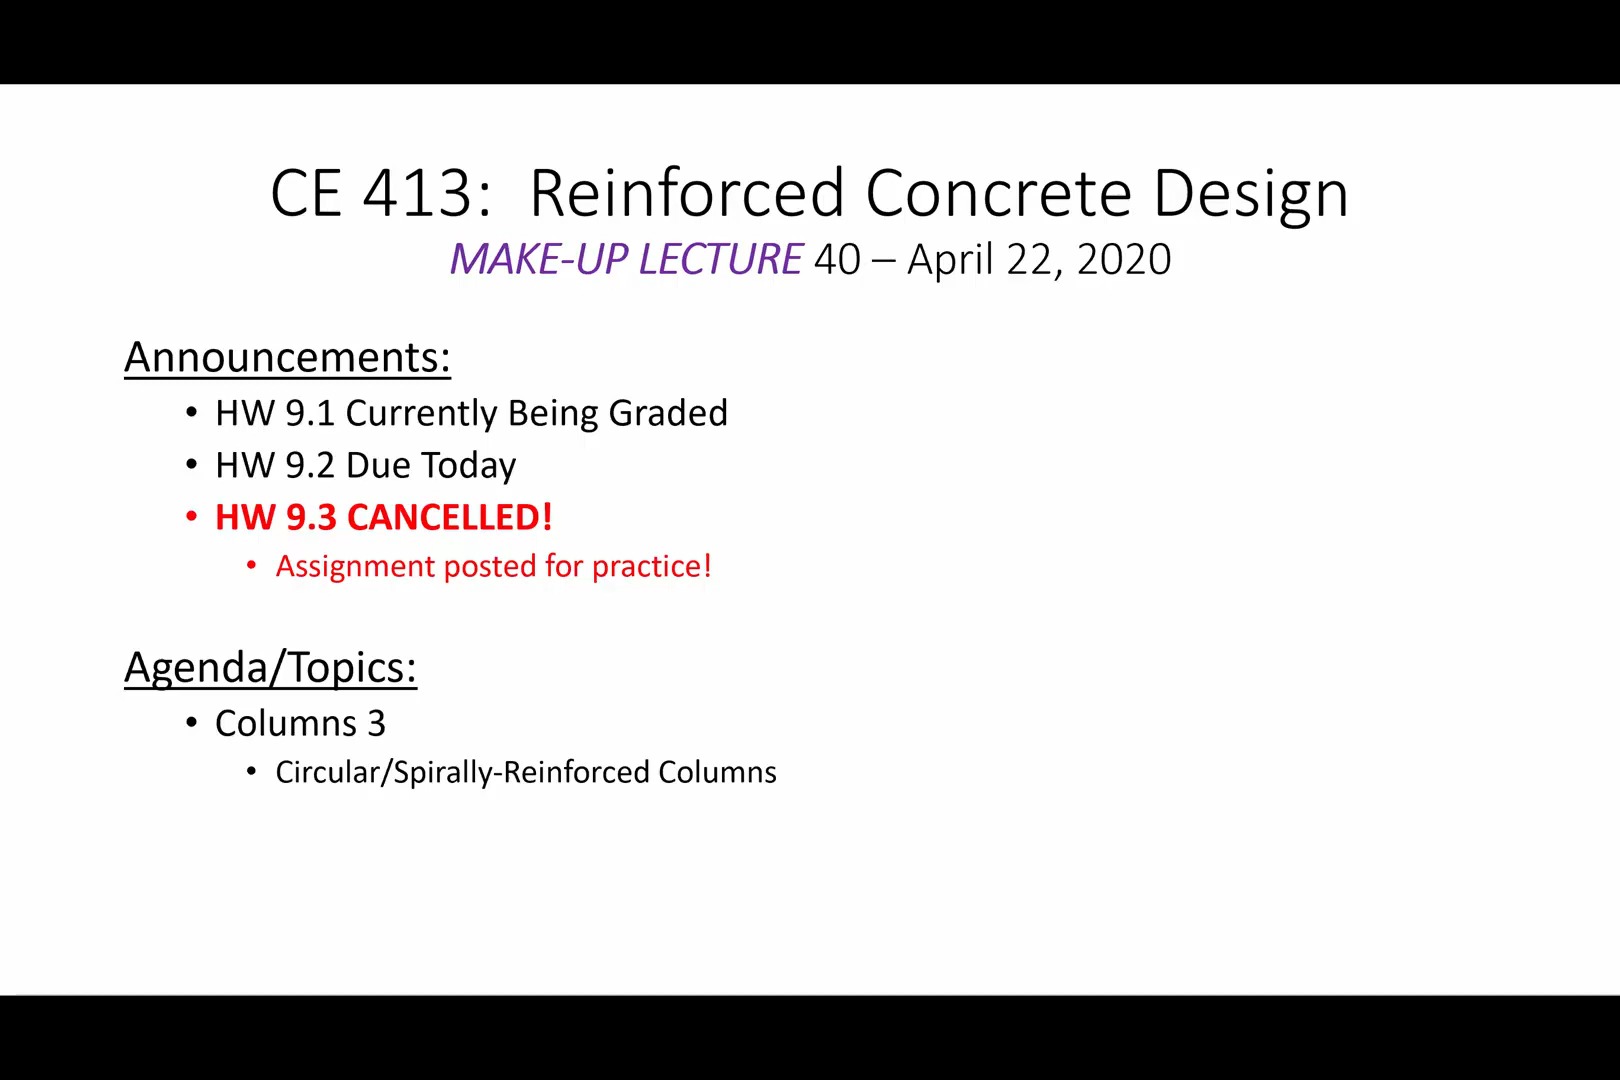 CE 413: Reinforced Concrete Design
MAKE-UP LECTURE 40 – April 22, 2020
Announcements:
• HW 9.1 Currently Being Graded
• HW 9.2 Due Today
• HW 9.3 CANCELLED!
• Assignment posted for practice!
Agenda/Topics:
• Columns 3
• Circular/Spirally-Reinforced Columns